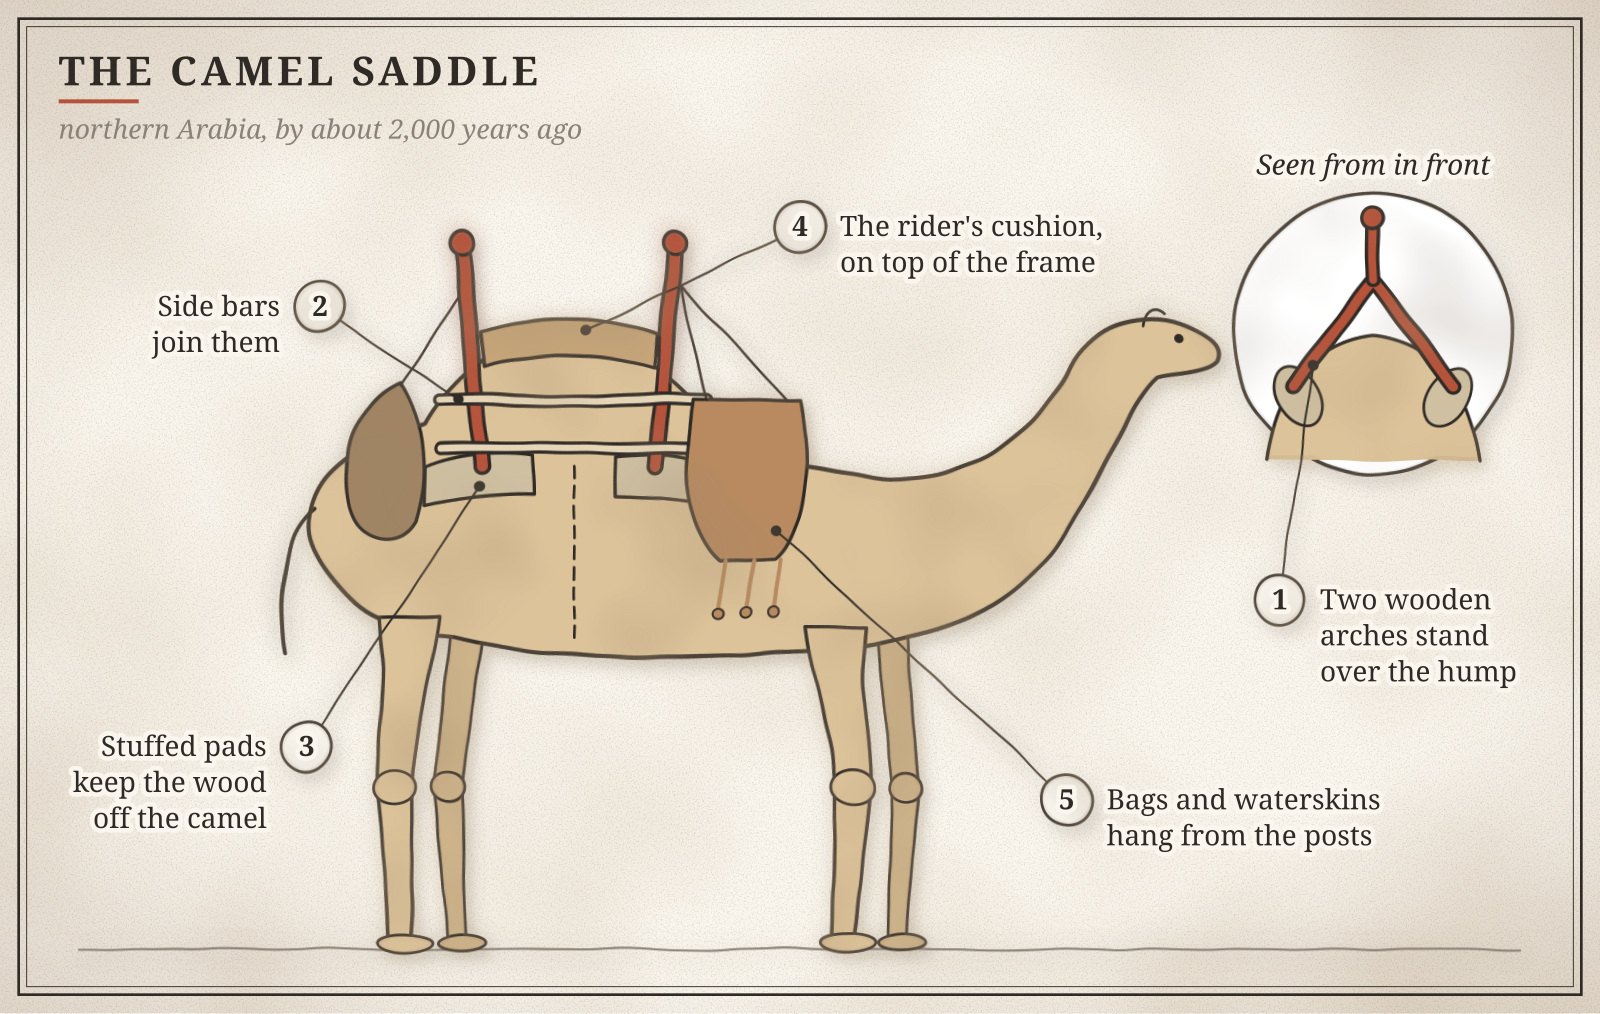 THE CAMEL SADDLE
northern Arabia, by about 2,000 years ago
Seen from in front
4
The rider's cushion,
on top of the frame
2
Side bars
join them
1
Two wooden
arches stand
over the hump
3
Stuffed pads
keep the wood
off the camel
5
Bags and waterskins
hang from the posts